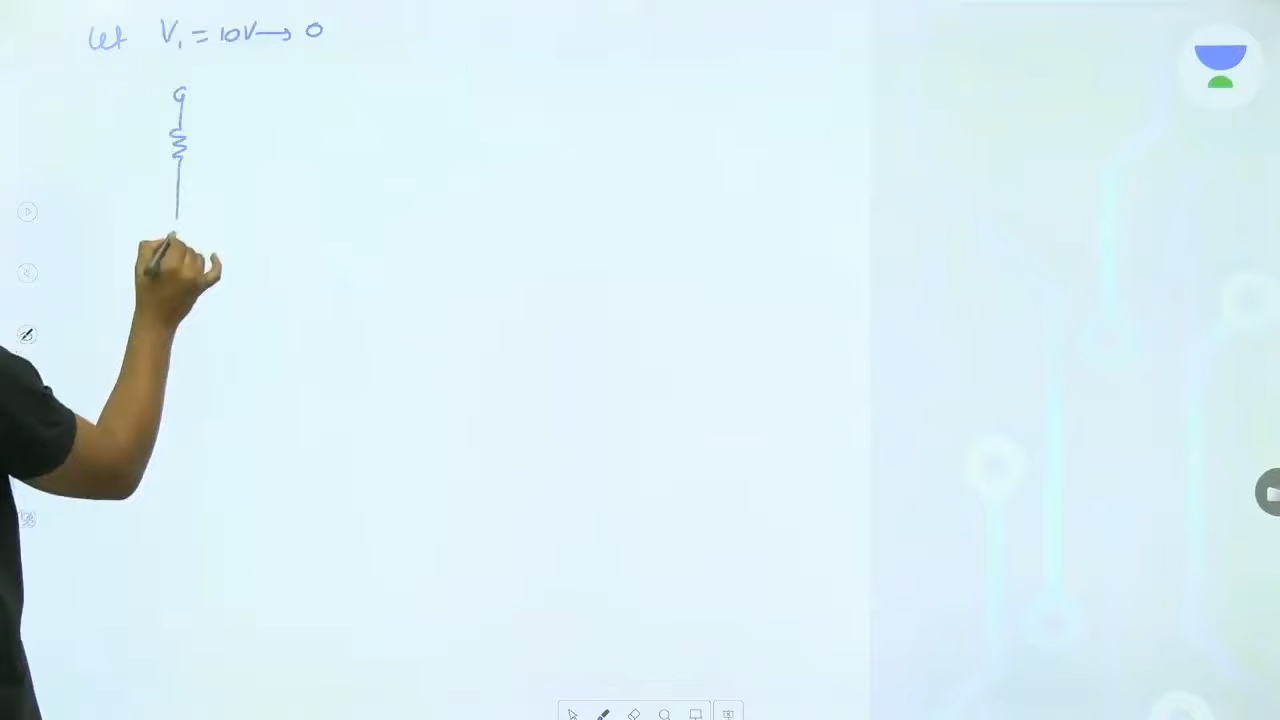 Let V₁ = 10V → 0